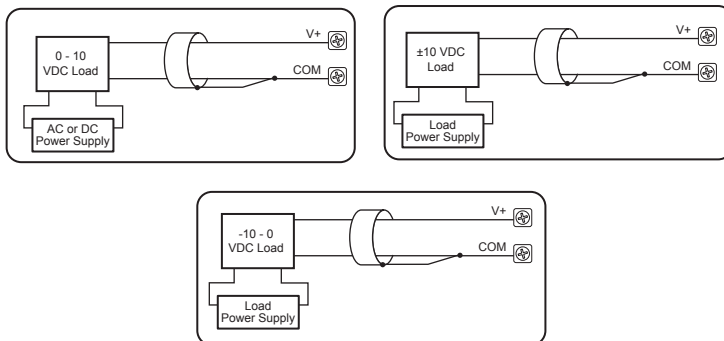 V+
0 - 10
VDC Load
COM
AC or DC
Power Supply
V+
±10 VDC
Load
COM
Load
Power Supply
V+
-10 - 0
VDC Load
COM
Load
Power Supply